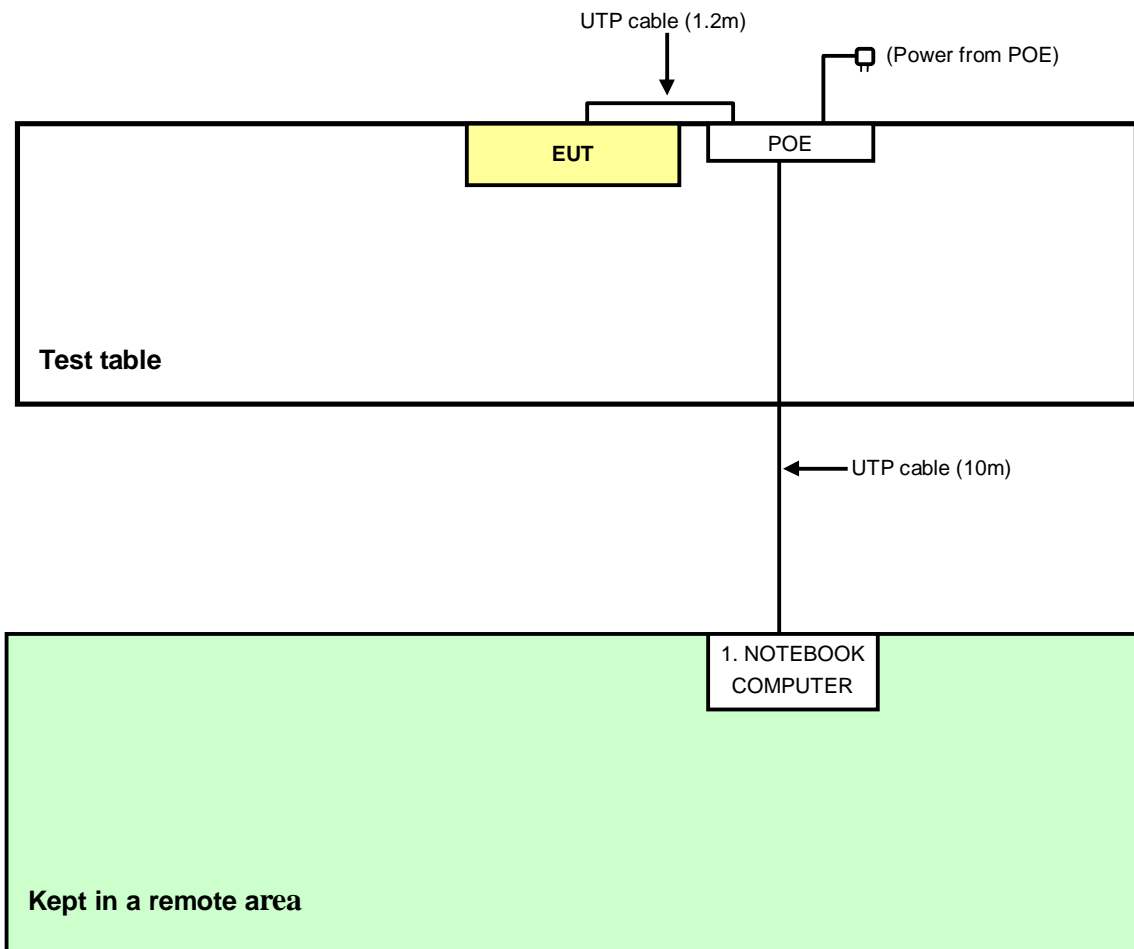 UTP cable (1.2m)
(Power from POE)
EUT
POE
Test table
UTP cable (10m)
1. NOTEBOOK
COMPUTER
Kept in a remote area